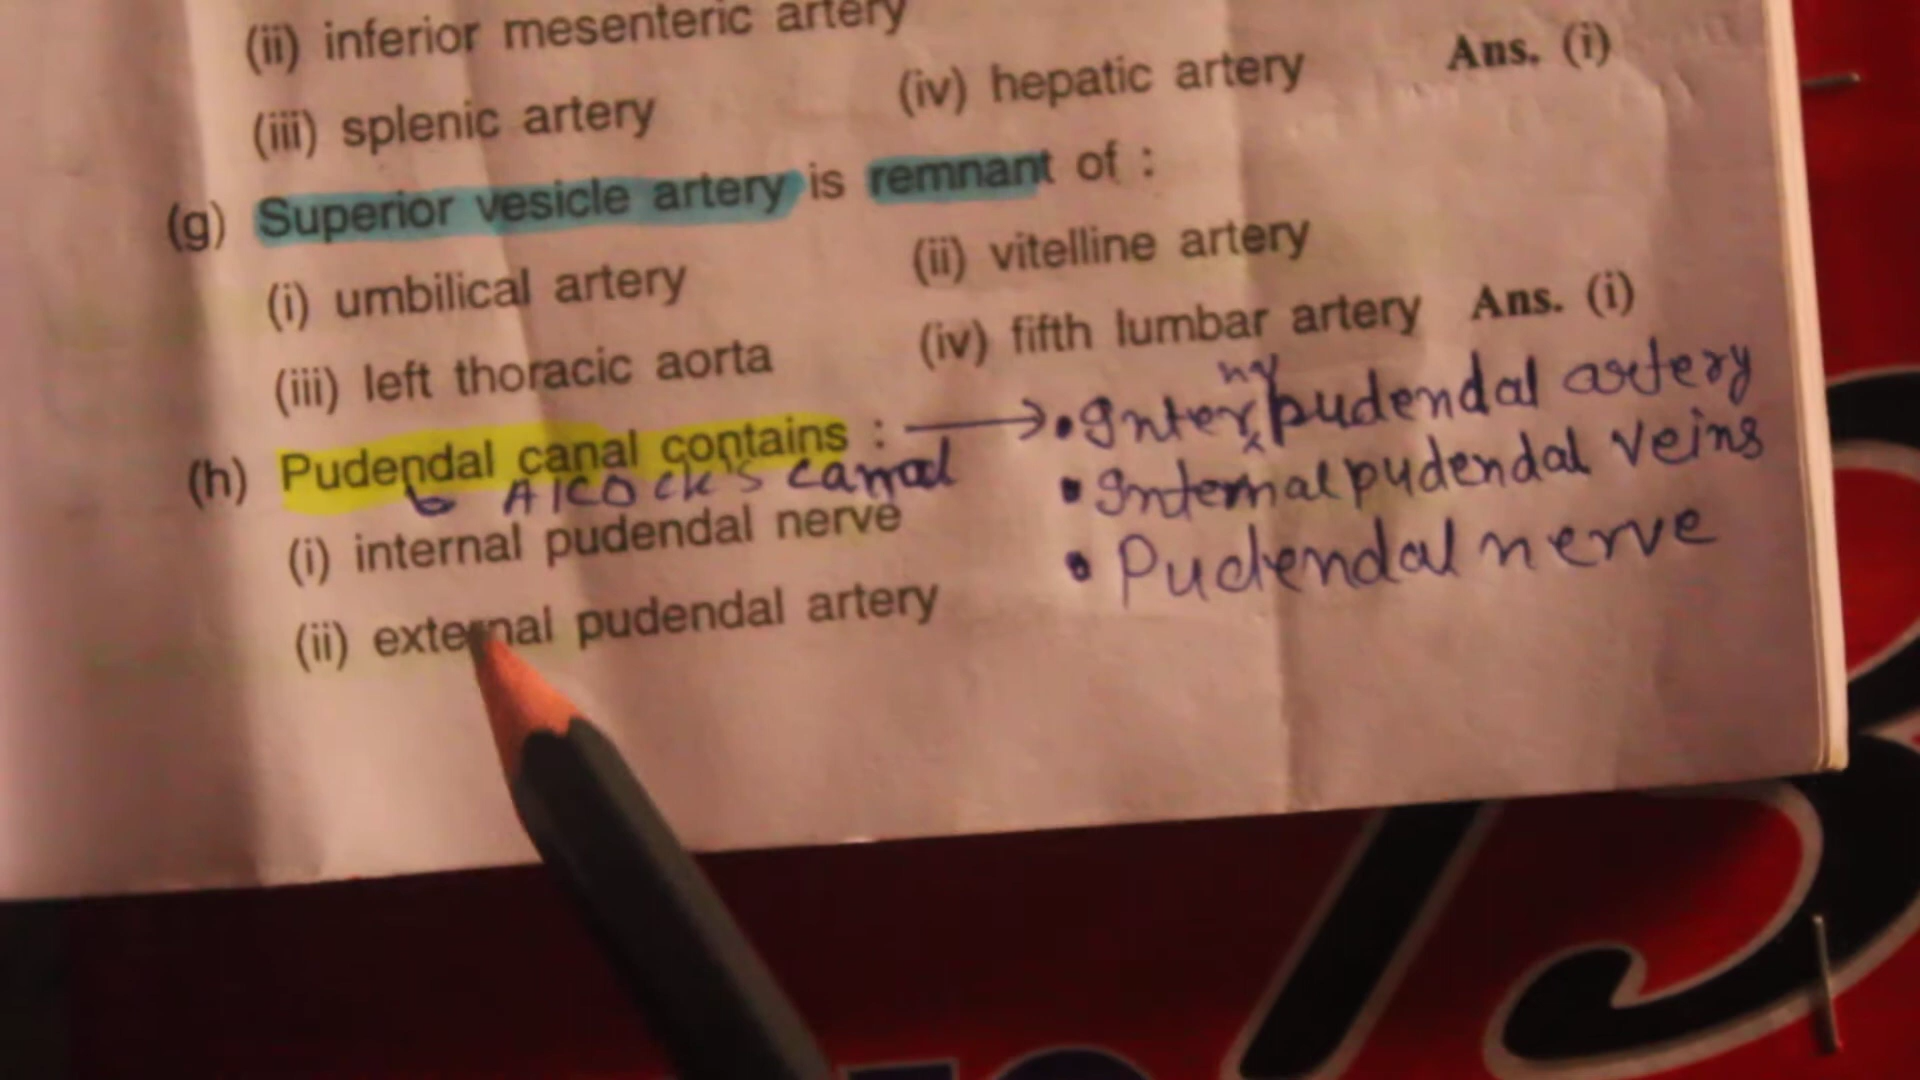 (ii) inferior mesenteric artery
(iii) splenic artery (iv) hepatic artery Ans. (i)
(g) Superior vesicle artery is remnant of :
(i) umbilical artery (ii) vitelline artery
(iii) left thoracic aorta (iv) fifth lumbar artery Ans. (i)
(h) Pudendal canal contains : → • Internal pudendal artery
Alcock's canal • Internal pudendal veins
(i) internal pudendal nerve • Pudendal nerve
(ii) external pudendal artery